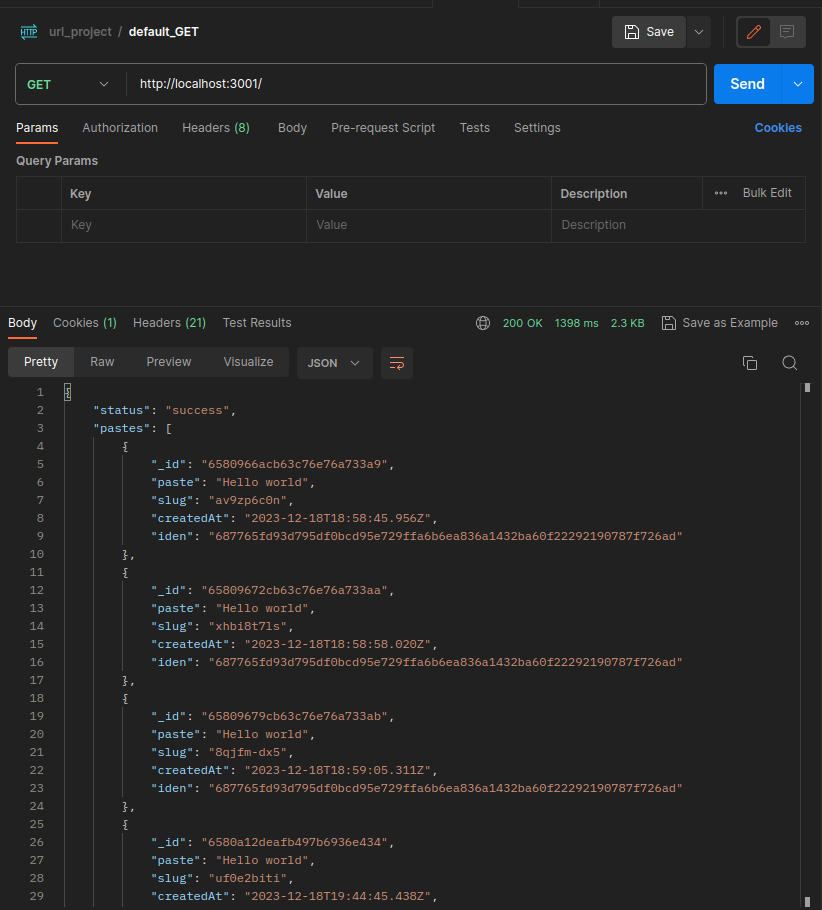 HTTP url_project / default_GET Save
GET http://localhost:3001/ Send
Params Authorization Headers (8) Body Pre-request Script Tests Settings Cookies
Query Params
Key Value Description ••• Bulk Edit
Key Value Description
Body Cookies (1) Headers (21) Test Results 200 OK 1398 ms 2.3 KB Save as Example •••
Pretty Raw Preview Visualize JSON
1 {
2 "status": "success",
3 "pastes": [
4 {
5 "_id": "6580966acb63c76e76a733a9",
6 "paste": "Hello world",
7 "slug": "av9zp6c0n",
8 "createdAt": "2023-12-18T18:58:45.956Z",
9 "iden": "687765fd93d795df0bcd95e729ffa6b6ea836a1432ba60f22292190787f726ad"
10 },
11 {
12 "_id": "65809672cb63c76e76a733aa",
13 "paste": "Hello world",
14 "slug": "xhbi8t7ls",
15 "createdAt": "2023-12-18T18:58:58.020Z",
16 "iden": "687765fd93d795df0bcd95e729ffa6b6ea836a1432ba60f22292190787f726ad"
17 },
18 {
19 "_id": "65809679cb63c76e76a733ab",
20 "paste": "Hello world",
21 "slug": "8qjfm-dx5",
22 "createdAt": "2023-12-18T18:59:05.311Z",
23 "iden": "687765fd93d795df0bcd95e729ffa6b6ea836a1432ba60f22292190787f726ad"
24 },
25 {
26 "_id": "6580a12deafb497b6936e434",
27 "paste": "Hello world",
28 "slug": "uf0e2biti",
29 "createdAt": "2023-12-18T19:44:45.438Z",